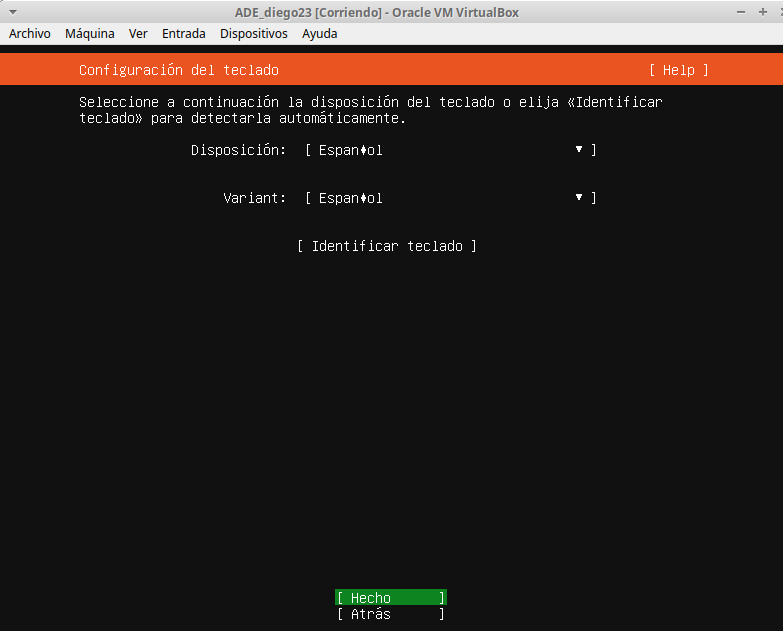 ADE_diego23 [Corriendo] - Oracle VM VirtualBox
Archivo Máquina Ver Entrada Dispositivos Ayuda
Configuración del teclado [ Help ]
Seleccione a continuación la disposición del teclado o elija «Identificar
teclado» para detectarla automáticamente.
Disposición: [ Espan♦ol ▾ ]
Variant: [ Espan♦ol ▾ ]
[ Identificar teclado ]
[ Hecho ]
[ Atrás ]